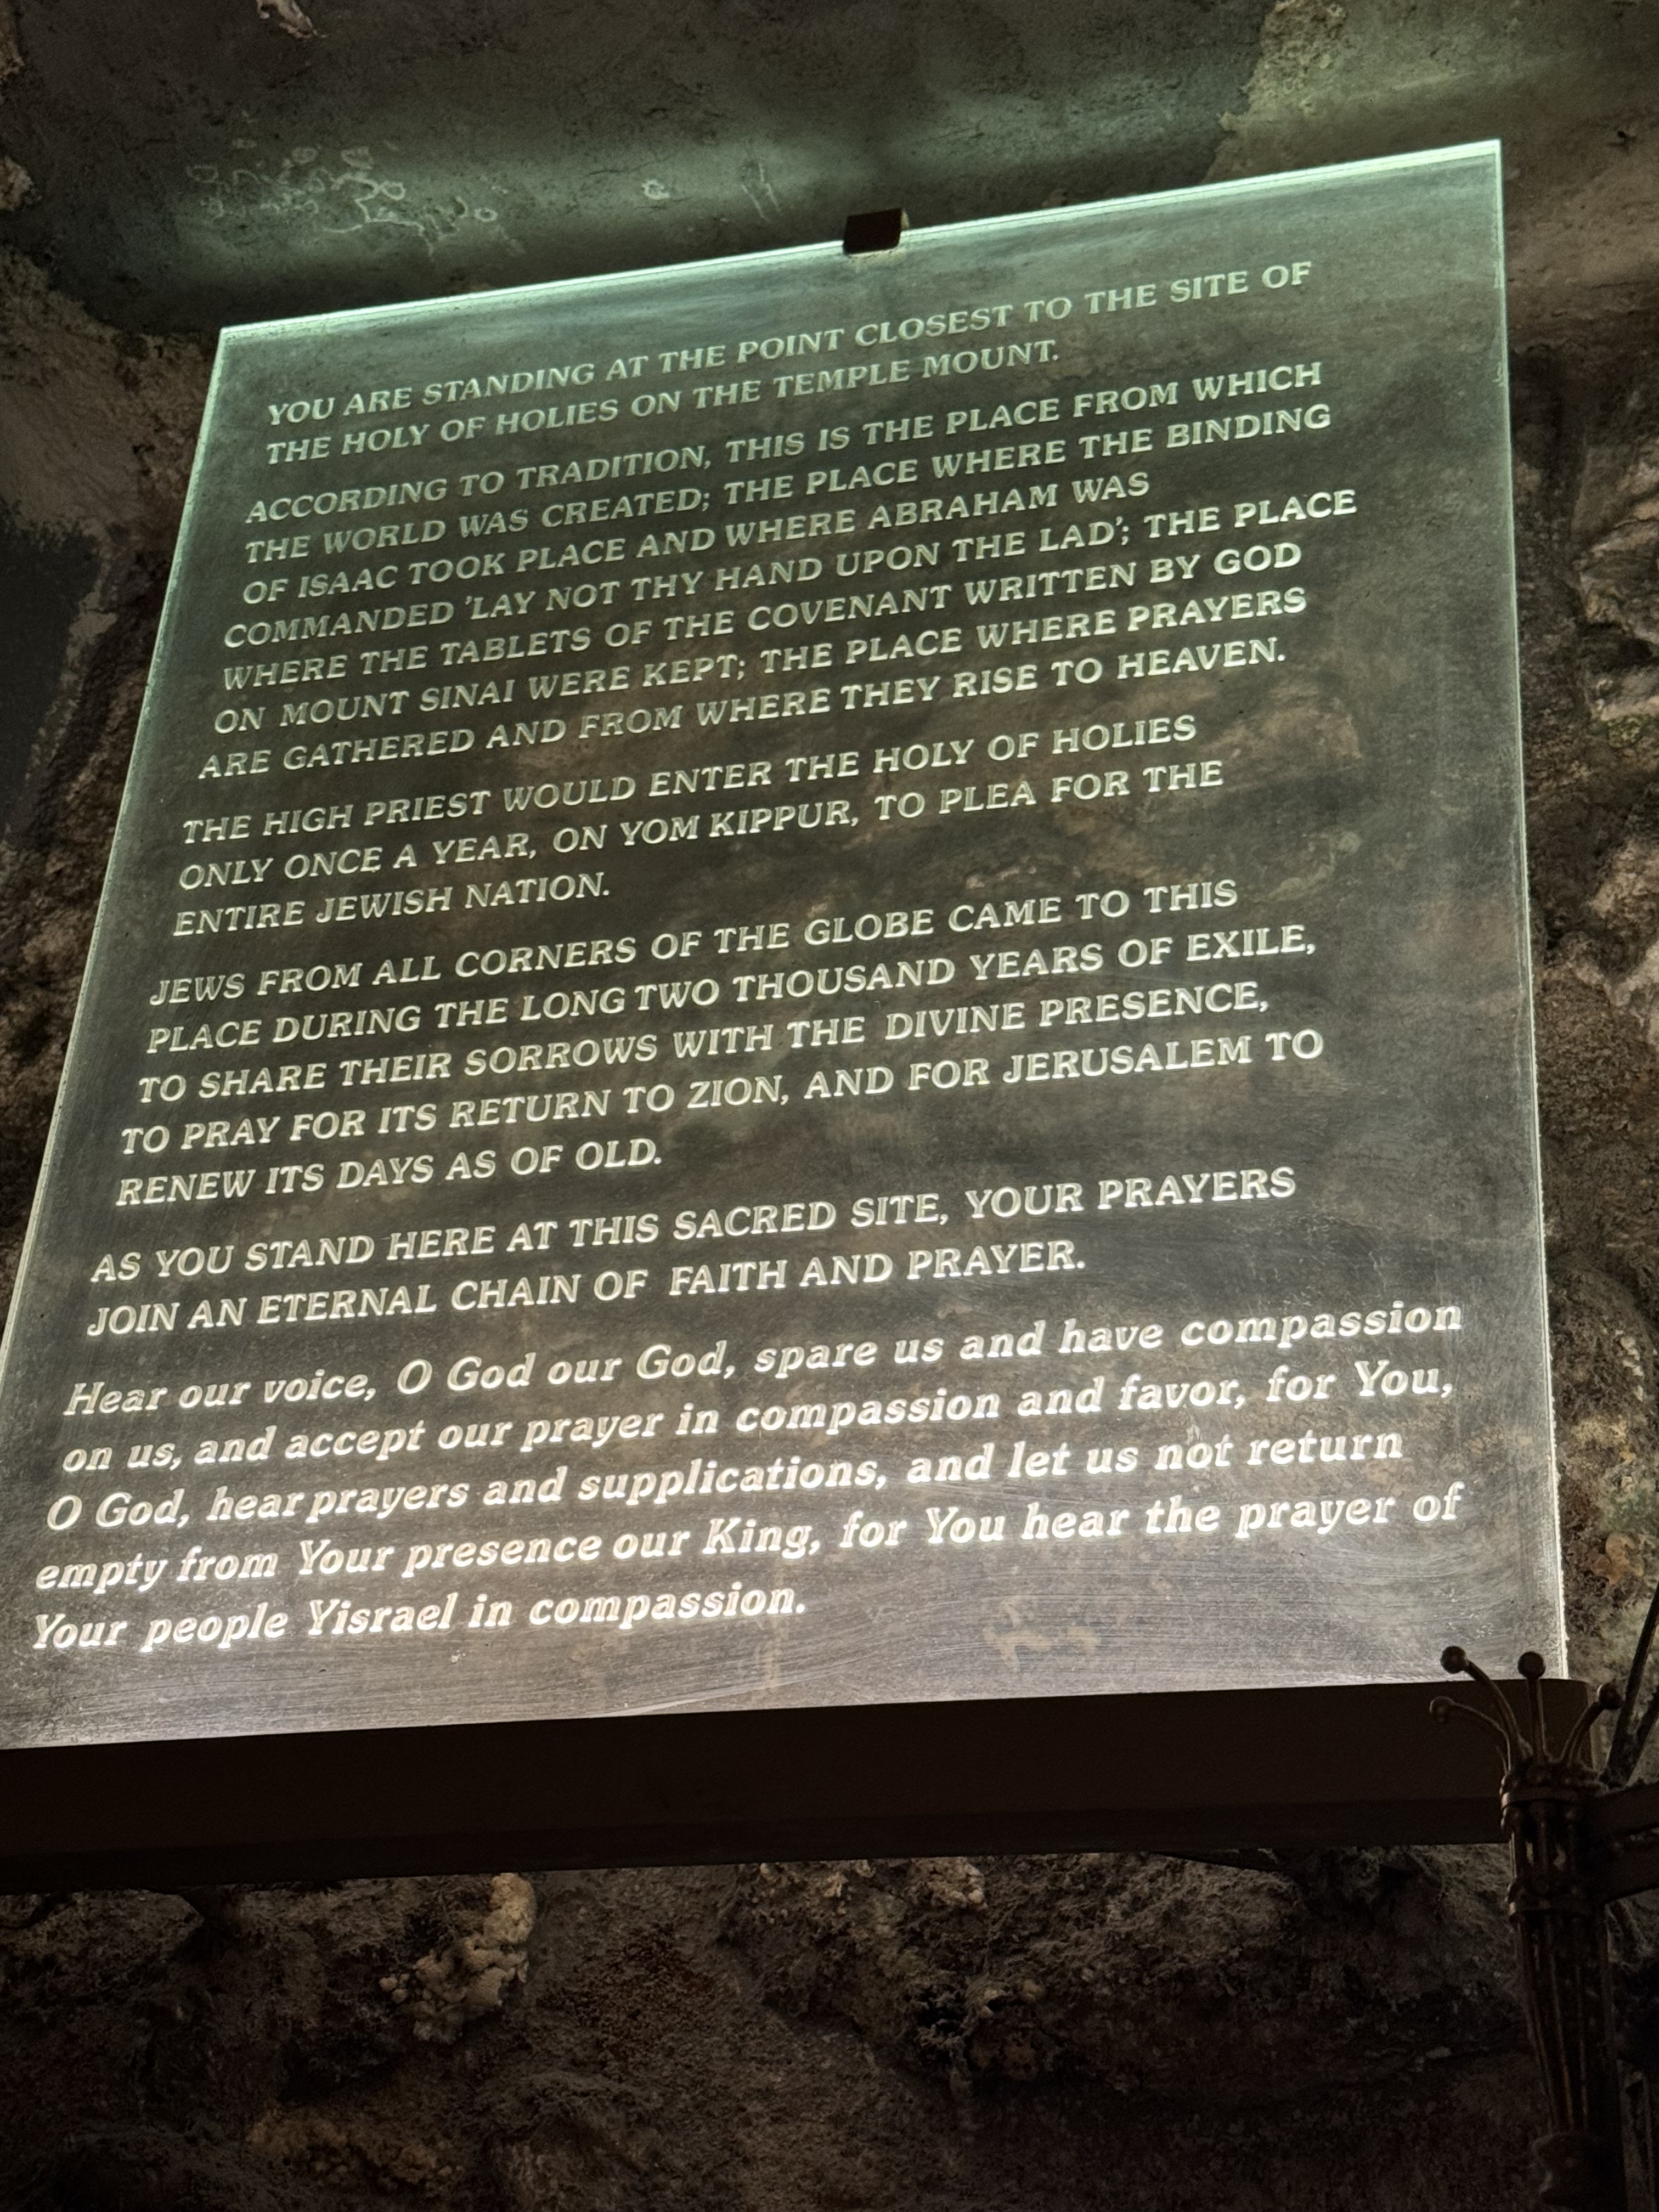 YOU ARE STANDING AT THE POINT CLOSEST TO THE SITE OF
THE HOLY OF HOLIES ON THE TEMPLE MOUNT.
ACCORDING TO TRADITION, THIS IS THE PLACE FROM WHICH
THE WORLD WAS CREATED; THE PLACE WHERE THE BINDING
OF ISAAC TOOK PLACE AND WHERE ABRAHAM WAS
COMMANDED 'LAY NOT THY HAND UPON THE LAD'; THE PLACE
WHERE THE TABLETS OF THE COVENANT WRITTEN BY GOD
ON MOUNT SINAI WERE KEPT; THE PLACE WHERE PRAYERS
ARE GATHERED AND FROM WHERE THEY RISE TO HEAVEN.
THE HIGH PRIEST WOULD ENTER THE HOLY OF HOLIES
ONLY ONCE A YEAR, ON YOM KIPPUR, TO PLEA FOR THE
ENTIRE JEWISH NATION.
JEWS FROM ALL CORNERS OF THE GLOBE CAME TO THIS
PLACE DURING THE LONG TWO THOUSAND YEARS OF EXILE,
TO SHARE THEIR SORROWS WITH THE DIVINE PRESENCE,
TO PRAY FOR ITS RETURN TO ZION, AND FOR JERUSALEM TO
RENEW ITS DAYS AS OF OLD.
AS YOU STAND HERE AT THIS SACRED SITE, YOUR PRAYERS
JOIN AN ETERNAL CHAIN OF FAITH AND PRAYER.
Hear our voice, O God our God, spare us and have compassion
on us, and accept our prayer in compassion and favor, for You,
O God, hear prayers and supplications, and let us not return
empty from Your presence our King, for You hear the prayer of
Your people Yisrael in compassion.